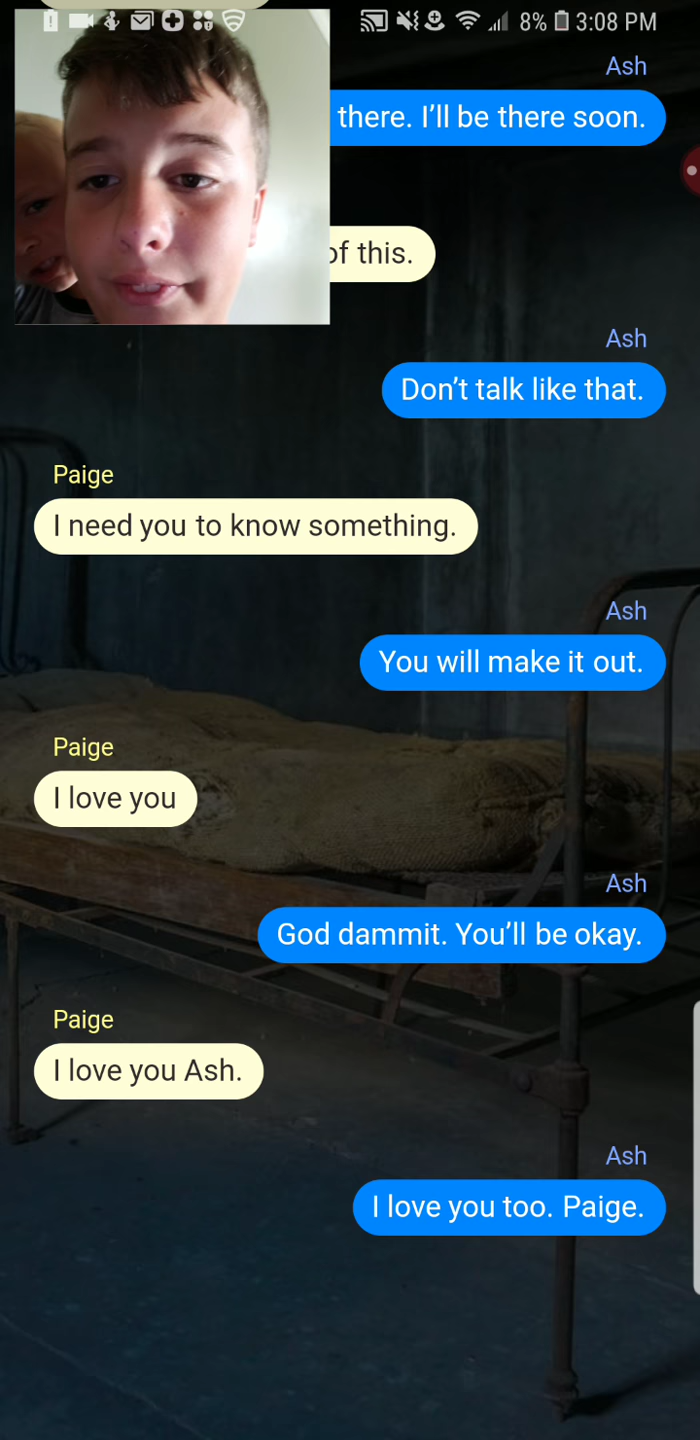 8% 3:08 PM
Ash
there. I’ll be there soon.
of this.
Ash
Don’t talk like that.
Paige
I need you to know something.
Ash
You will make it out.
Paige
I love you
Ash
God dammit. You’ll be okay.
Paige
I love you Ash.
Ash
I love you too. Paige.